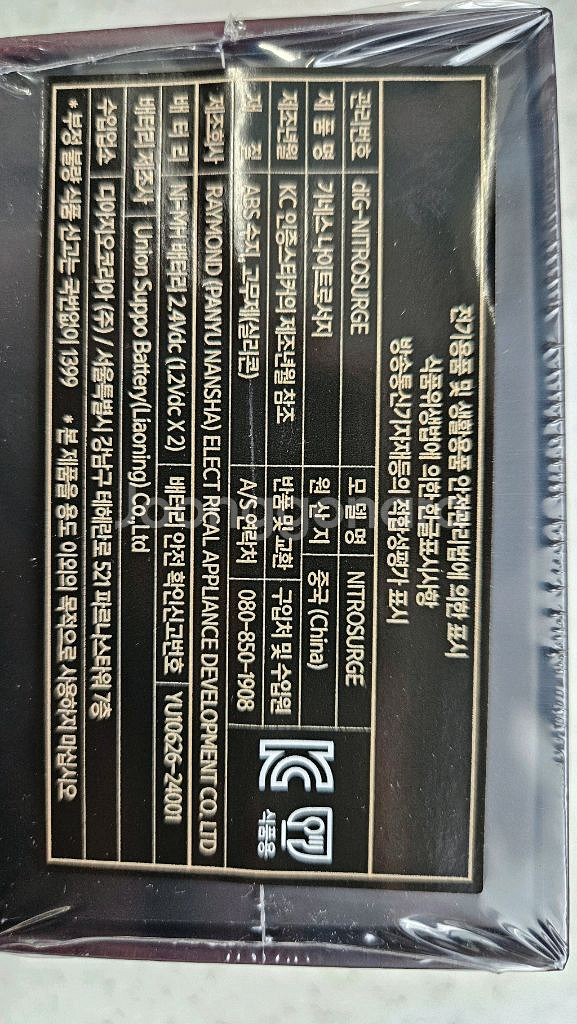 전기용품 및 생활용품 안전관리법에 의한 표시
식품위생법에 의한 한글표시사항
방송통신기자재등의 적합성평가 표시
관리번호 dIG-NITROSURGE 모델명 NITROSURGE
제품명 기네스 나이트로서지 원산지 중국 (China)
제조년월 KC 인증스티커의 제조년월 참조 반품 및 교환 구입처 및 수입원
재 질 ABS 수지, 고무제(실리콘) A/S 연락처 080-850-1908
식품용
제조회사 RAYMOND (PANYU NANSHA) ELECT RICAL APPLIANCE DEVELOPMENT CO. LTD
배터리 Ni-MH 배터리 2.4Vdc (1.2Vdc X 2) 배터리 안전 확인신고번호 YU10626-24001
배터리 제조사 Union Suppo Battery(Liaoning) Co.,Ltd
수입업소 디아지오코리아 (주) / 서울특별시 강남구 테헤란로 521 파르나스타워 7층
* 부정·불량 식품 신고는 국번없이 1399 * 본 제품을 용도 이외의 목적으로 사용하지 마십시오
Joonggonara